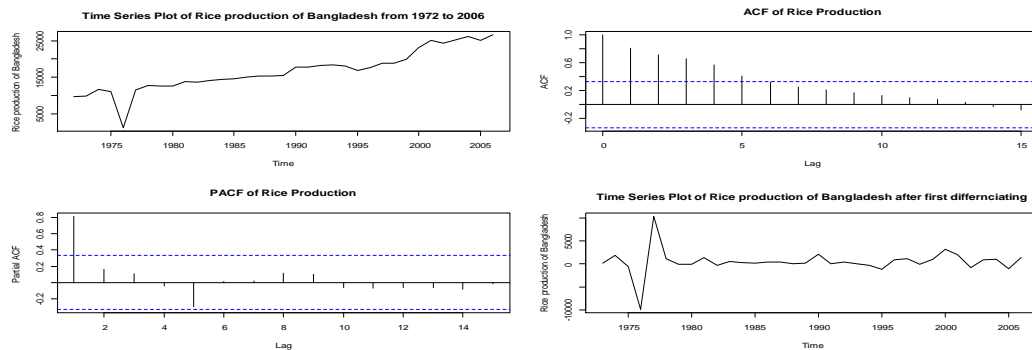 Time Series Plot of Rice production of Bangladesh from 1972 to 2006
Rice production of Bangladesh
5000 15000 25000
1975 1980 1985 1990 1995 2000 2005
Time
ACF of Rice Production
ACF
-0.2 0.2 0.6 1.0
0 5 10 15
Lag
PACF of Rice Production
Partial ACF
-0.2 0.2 0.4 0.6 0.8
2 4 6 8 10 12 14
Lag
Time Series Plot of Rice production of Bangladesh after first differnciating
Rice production of Bangladesh
-10000 0 5000
1975 1980 1985 1990 1995 2000 2005
Time